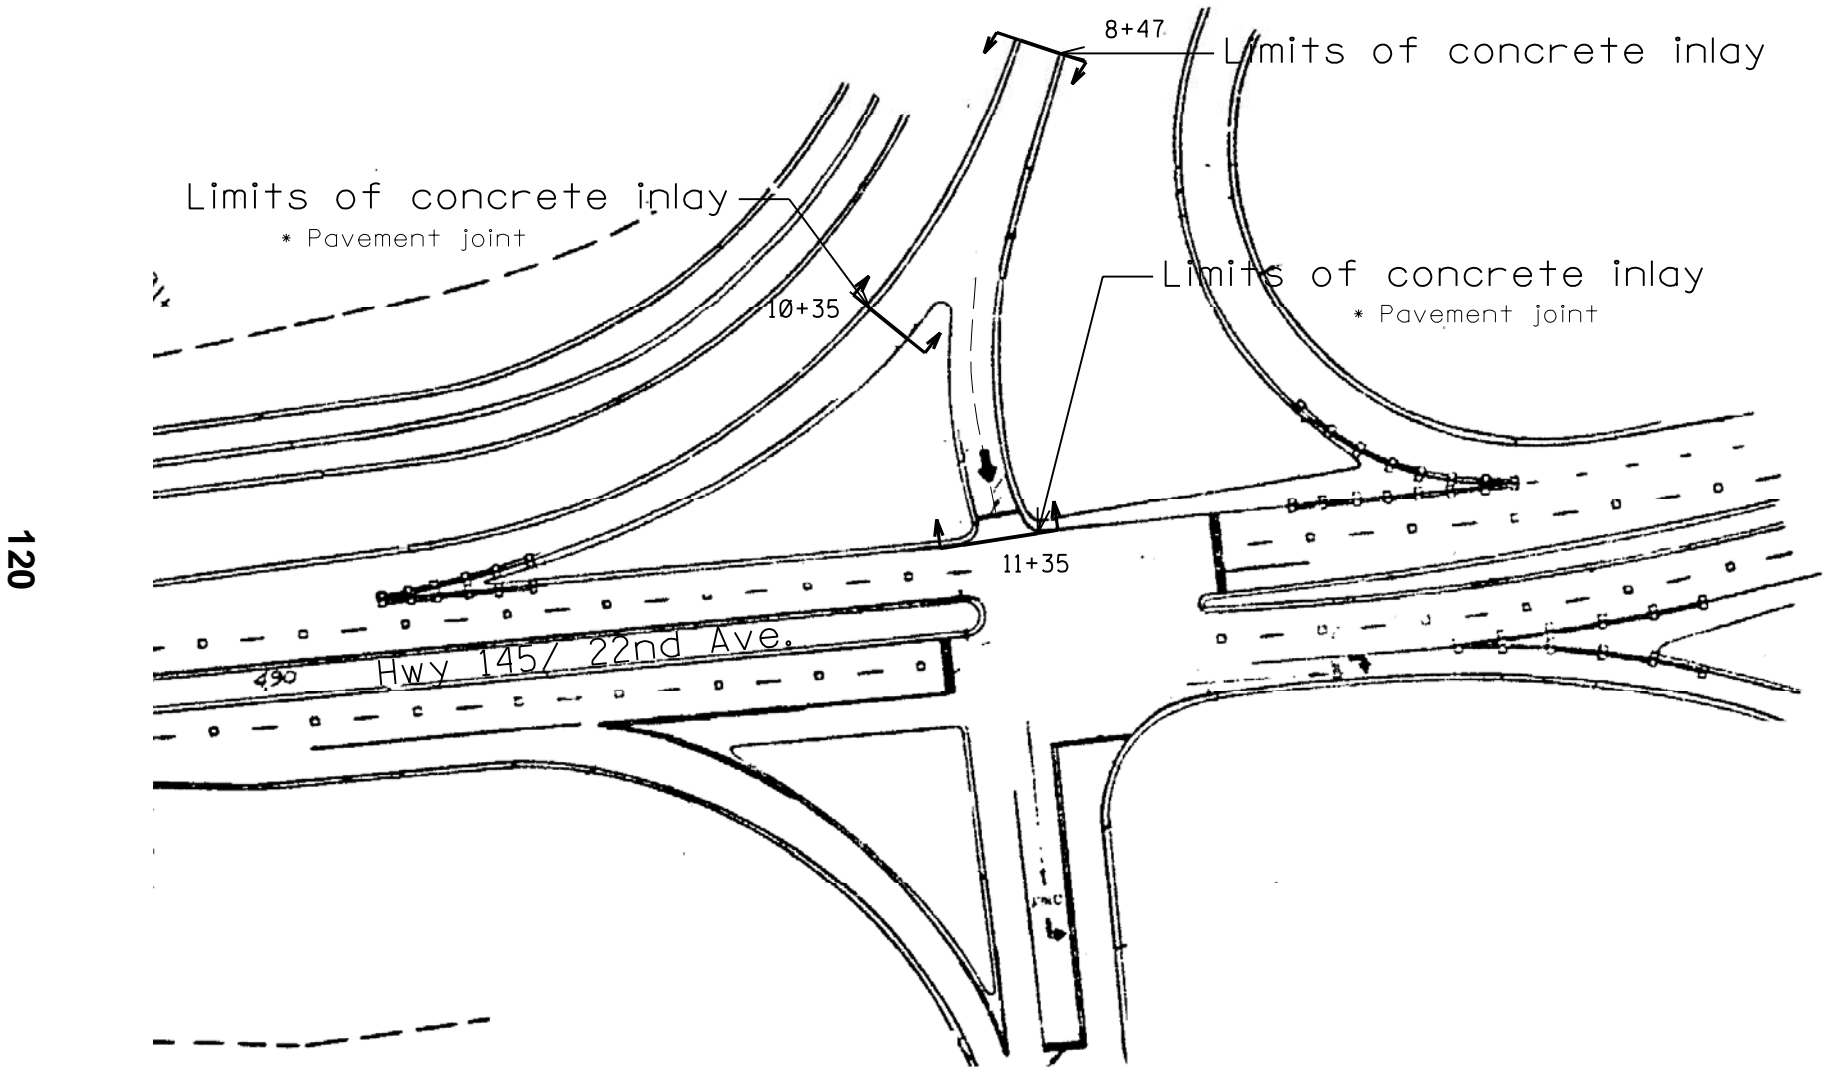 8+47
Limits of concrete inlay
Limits of concrete inlay
* Pavement joint
10+35
Limits of concrete inlay
* Pavement joint
11+35
Hwy 145/ 22nd Ave.
490
120